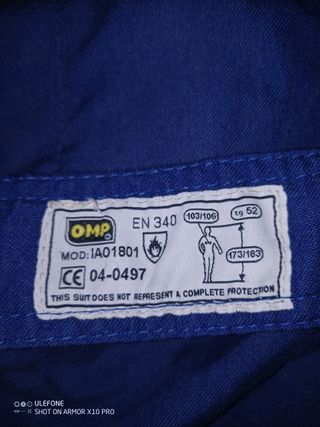 OMP
EN 340
103/106
tg 52
MOD: IA01801
173/183
CE 04-0497
THIS SUIT DOES NOT REPRESENT A COMPLETE PROTECTION
ULEFONE
SHOT ON ARMOR X10 PRO